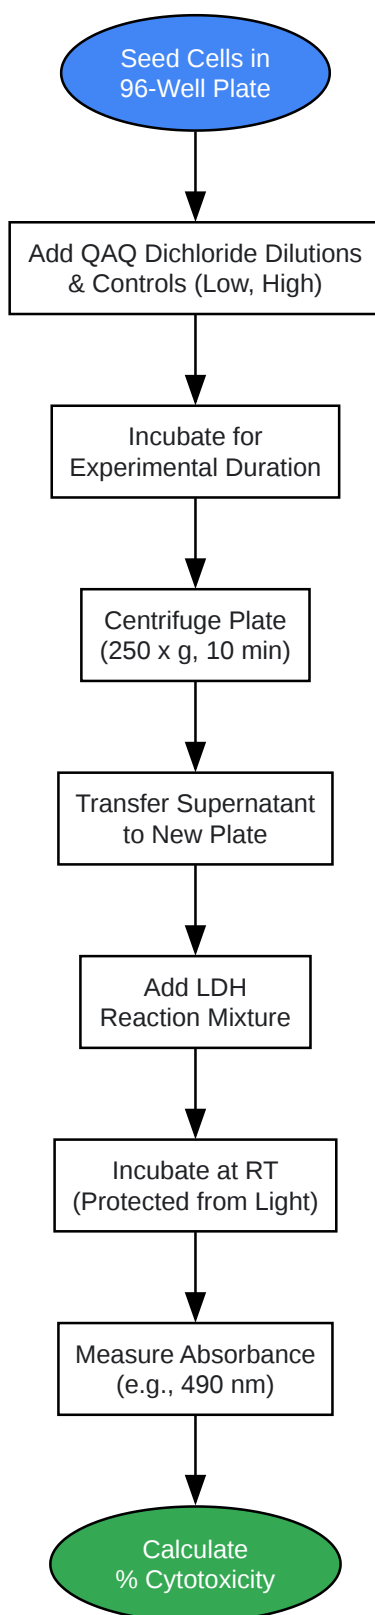 Seed Cells in
96-Well Plate
Add QAQ Dichloride Dilutions
& Controls (Low, High)
Incubate for
Experimental Duration
Centrifuge Plate
(250 x g, 10 min)
Transfer Supernatant
to New Plate
Add LDH
Reaction Mixture
Incubate at RT
(Protected from Light)
Measure Absorbance
(e.g., 490 nm)
Calculate
% Cytotoxicity